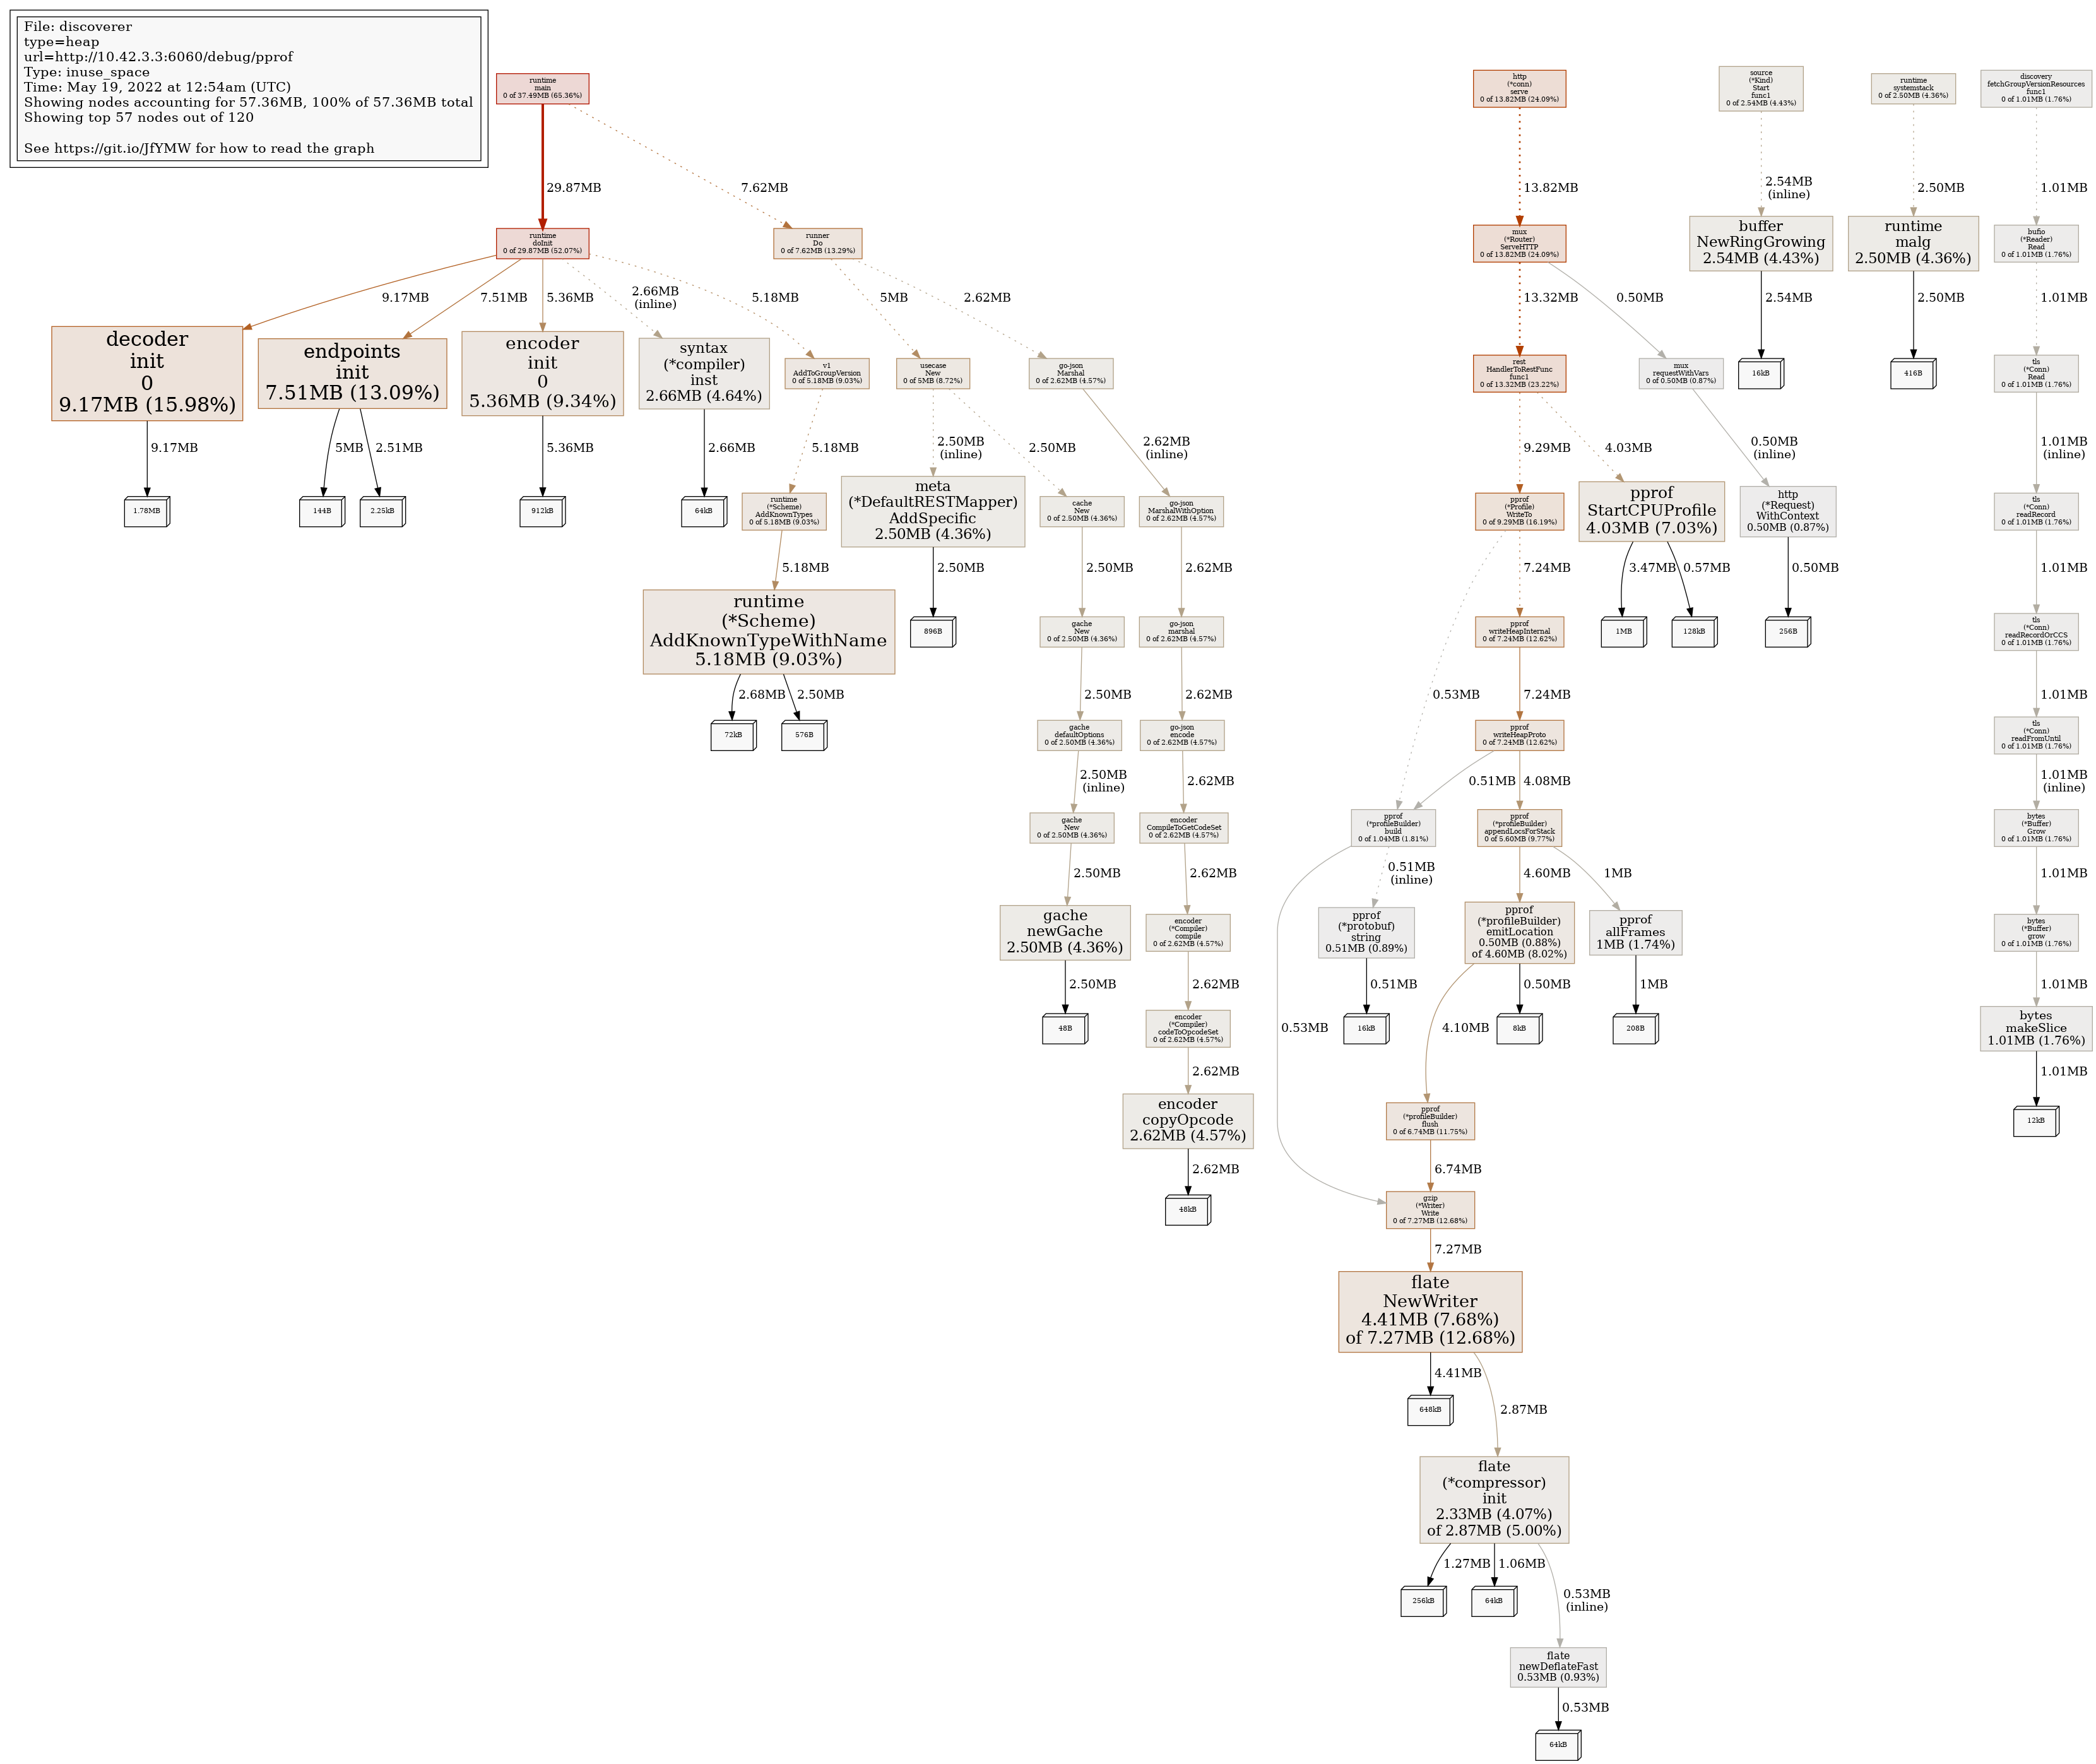 File: discoverer
type=heap
url=http://10.42.3.3:6060/debug/pprof
Type: inuse_space
Time: May 19, 2022 at 12:54am (UTC)
Showing nodes accounting for 57.36MB, 100% of 57.36MB total
Showing top 57 nodes out of 120
See https://git.io/JfYMW for how to read the graph
runtime
main
0 of 37.49MB (65.36%)
http
(*conn)
serve
0 of 13.82MB (24.09%)
source
(*Kind)
Start
func1
0 of 2.54MB (4.43%)
runtime
systemstack
0 of 2.50MB (4.36%)
discovery
fetchGroupVersionResources
func1
0 of 1.01MB (1.76%)
29.87MB
7.62MB
13.82MB
2.54MB
(inline)
2.50MB
1.01MB
runtime
doInit
0 of 29.87MB (52.07%)
runner
Do
0 of 7.62MB (13.29%)
mux
(*Router)
ServeHTTP
0 of 13.82MB (24.09%)
buffer
NewRingGrowing
2.54MB (4.43%)
runtime
malg
2.50MB (4.36%)
bufio
(*Reader)
Read
0 of 1.01MB (1.76%)
9.17MB
7.51MB
5.36MB
2.66MB
(inline)
5.18MB
5MB
2.62MB
13.32MB
0.50MB
2.54MB
2.50MB
1.01MB
decoder
init
0
9.17MB (15.98%)
endpoints
init
7.51MB (13.09%)
encoder
init
0
5.36MB (9.34%)
syntax
(*compiler)
inst
2.66MB (4.64%)
v1
AddToGroupVersion
0 of 5.18MB (9.03%)
usecase
New
0 of 5MB (8.72%)
go-json
Marshal
0 of 2.62MB (4.57%)
rest
HandlerToRestFunc
func1
0 of 13.32MB (23.22%)
mux
requestWithVars
0 of 0.50MB (0.87%)
16kB
416B
tls
(*Conn)
Read
0 of 1.01MB (1.76%)
9.17MB
5MB
2.51MB
5.36MB
2.66MB
5.18MB
2.50MB
(inline)
2.50MB
2.62MB
(inline)
9.29MB
4.03MB
0.50MB
(inline)
1.01MB
(inline)
1.78MB
144B
2.25kB
912kB
64kB
runtime
(*Scheme)
AddKnownTypes
0 of 5.18MB (9.03%)
meta
(*DefaultRESTMapper)
AddSpecific
2.50MB (4.36%)
cache
New
0 of 2.50MB (4.36%)
go-json
MarshalWithOption
0 of 2.62MB (4.57%)
pprof
(*Profile)
WriteTo
0 of 9.29MB (16.19%)
pprof
StartCPUProfile
4.03MB (7.03%)
http
(*Request)
WithContext
0.50MB (0.87%)
tls
(*Conn)
readRecord
0 of 1.01MB (1.76%)
5.18MB
2.50MB
2.50MB
2.62MB
7.24MB
3.47MB
0.57MB
0.50MB
1.01MB
runtime
(*Scheme)
AddKnownTypeWithName
5.18MB (9.03%)
896B
gache
New
0 of 2.50MB (4.36%)
go-json
marshal
0 of 2.62MB (4.57%)
pprof
writeHeapInternal
0 of 7.24MB (12.62%)
1MB
128kB
256B
tls
(*Conn)
readRecordOrCCS
0 of 1.01MB (1.76%)
2.68MB
2.50MB
2.50MB
2.62MB
0.53MB
7.24MB
1.01MB
72kB
576B
gache
defaultOptions
0 of 2.50MB (4.36%)
go-json
encode
0 of 2.62MB (4.57%)
pprof
writeHeapProto
0 of 7.24MB (12.62%)
tls
(*Conn)
readFromUntil
0 of 1.01MB (1.76%)
2.50MB
(inline)
2.62MB
0.51MB
4.08MB
1.01MB
(inline)
gache
New
0 of 2.50MB (4.36%)
encoder
CompileToGetCodeSet
0 of 2.62MB (4.57%)
pprof
(*profileBuilder)
build
0 of 1.04MB (1.81%)
pprof
(*profileBuilder)
appendLocsForStack
0 of 5.60MB (9.77%)
bytes
(*Buffer)
Grow
0 of 1.01MB (1.76%)
2.50MB
2.62MB
0.51MB
(inline)
4.60MB
1MB
1.01MB
gache
newGache
2.50MB (4.36%)
encoder
(*Compiler)
compile
0 of 2.62MB (4.57%)
pprof
(*protobuf)
string
0.51MB (0.89%)
pprof
(*profileBuilder)
emitLocation
0.50MB (0.88%)
of 4.60MB (8.02%)
pprof
allFrames
1MB (1.74%)
bytes
(*Buffer)
grow
0 of 1.01MB (1.76%)
2.50MB
2.62MB
0.51MB
0.50MB
1MB
1.01MB
48B
encoder
(*Compiler)
codeToOpcodeSet
0 of 2.62MB (4.57%)
0.53MB
16kB
4.10MB
8kB
208B
bytes
makeSlice
1.01MB (1.76%)
2.62MB
1.01MB
encoder
copyOpcode
2.62MB (4.57%)
pprof
(*profileBuilder)
flush
0 of 6.74MB (11.75%)
12kB
2.62MB
6.74MB
48kB
gzip
(*Writer)
Write
0 of 7.27MB (12.68%)
7.27MB
flate
NewWriter
4.41MB (7.68%)
of 7.27MB (12.68%)
4.41MB
2.87MB
648kB
flate
(*compressor)
init
2.33MB (4.07%)
of 2.87MB (5.00%)
1.27MB
1.06MB
0.53MB
(inline)
256kB
64kB
flate
newDeflateFast
0.53MB (0.93%)
0.53MB
64kB